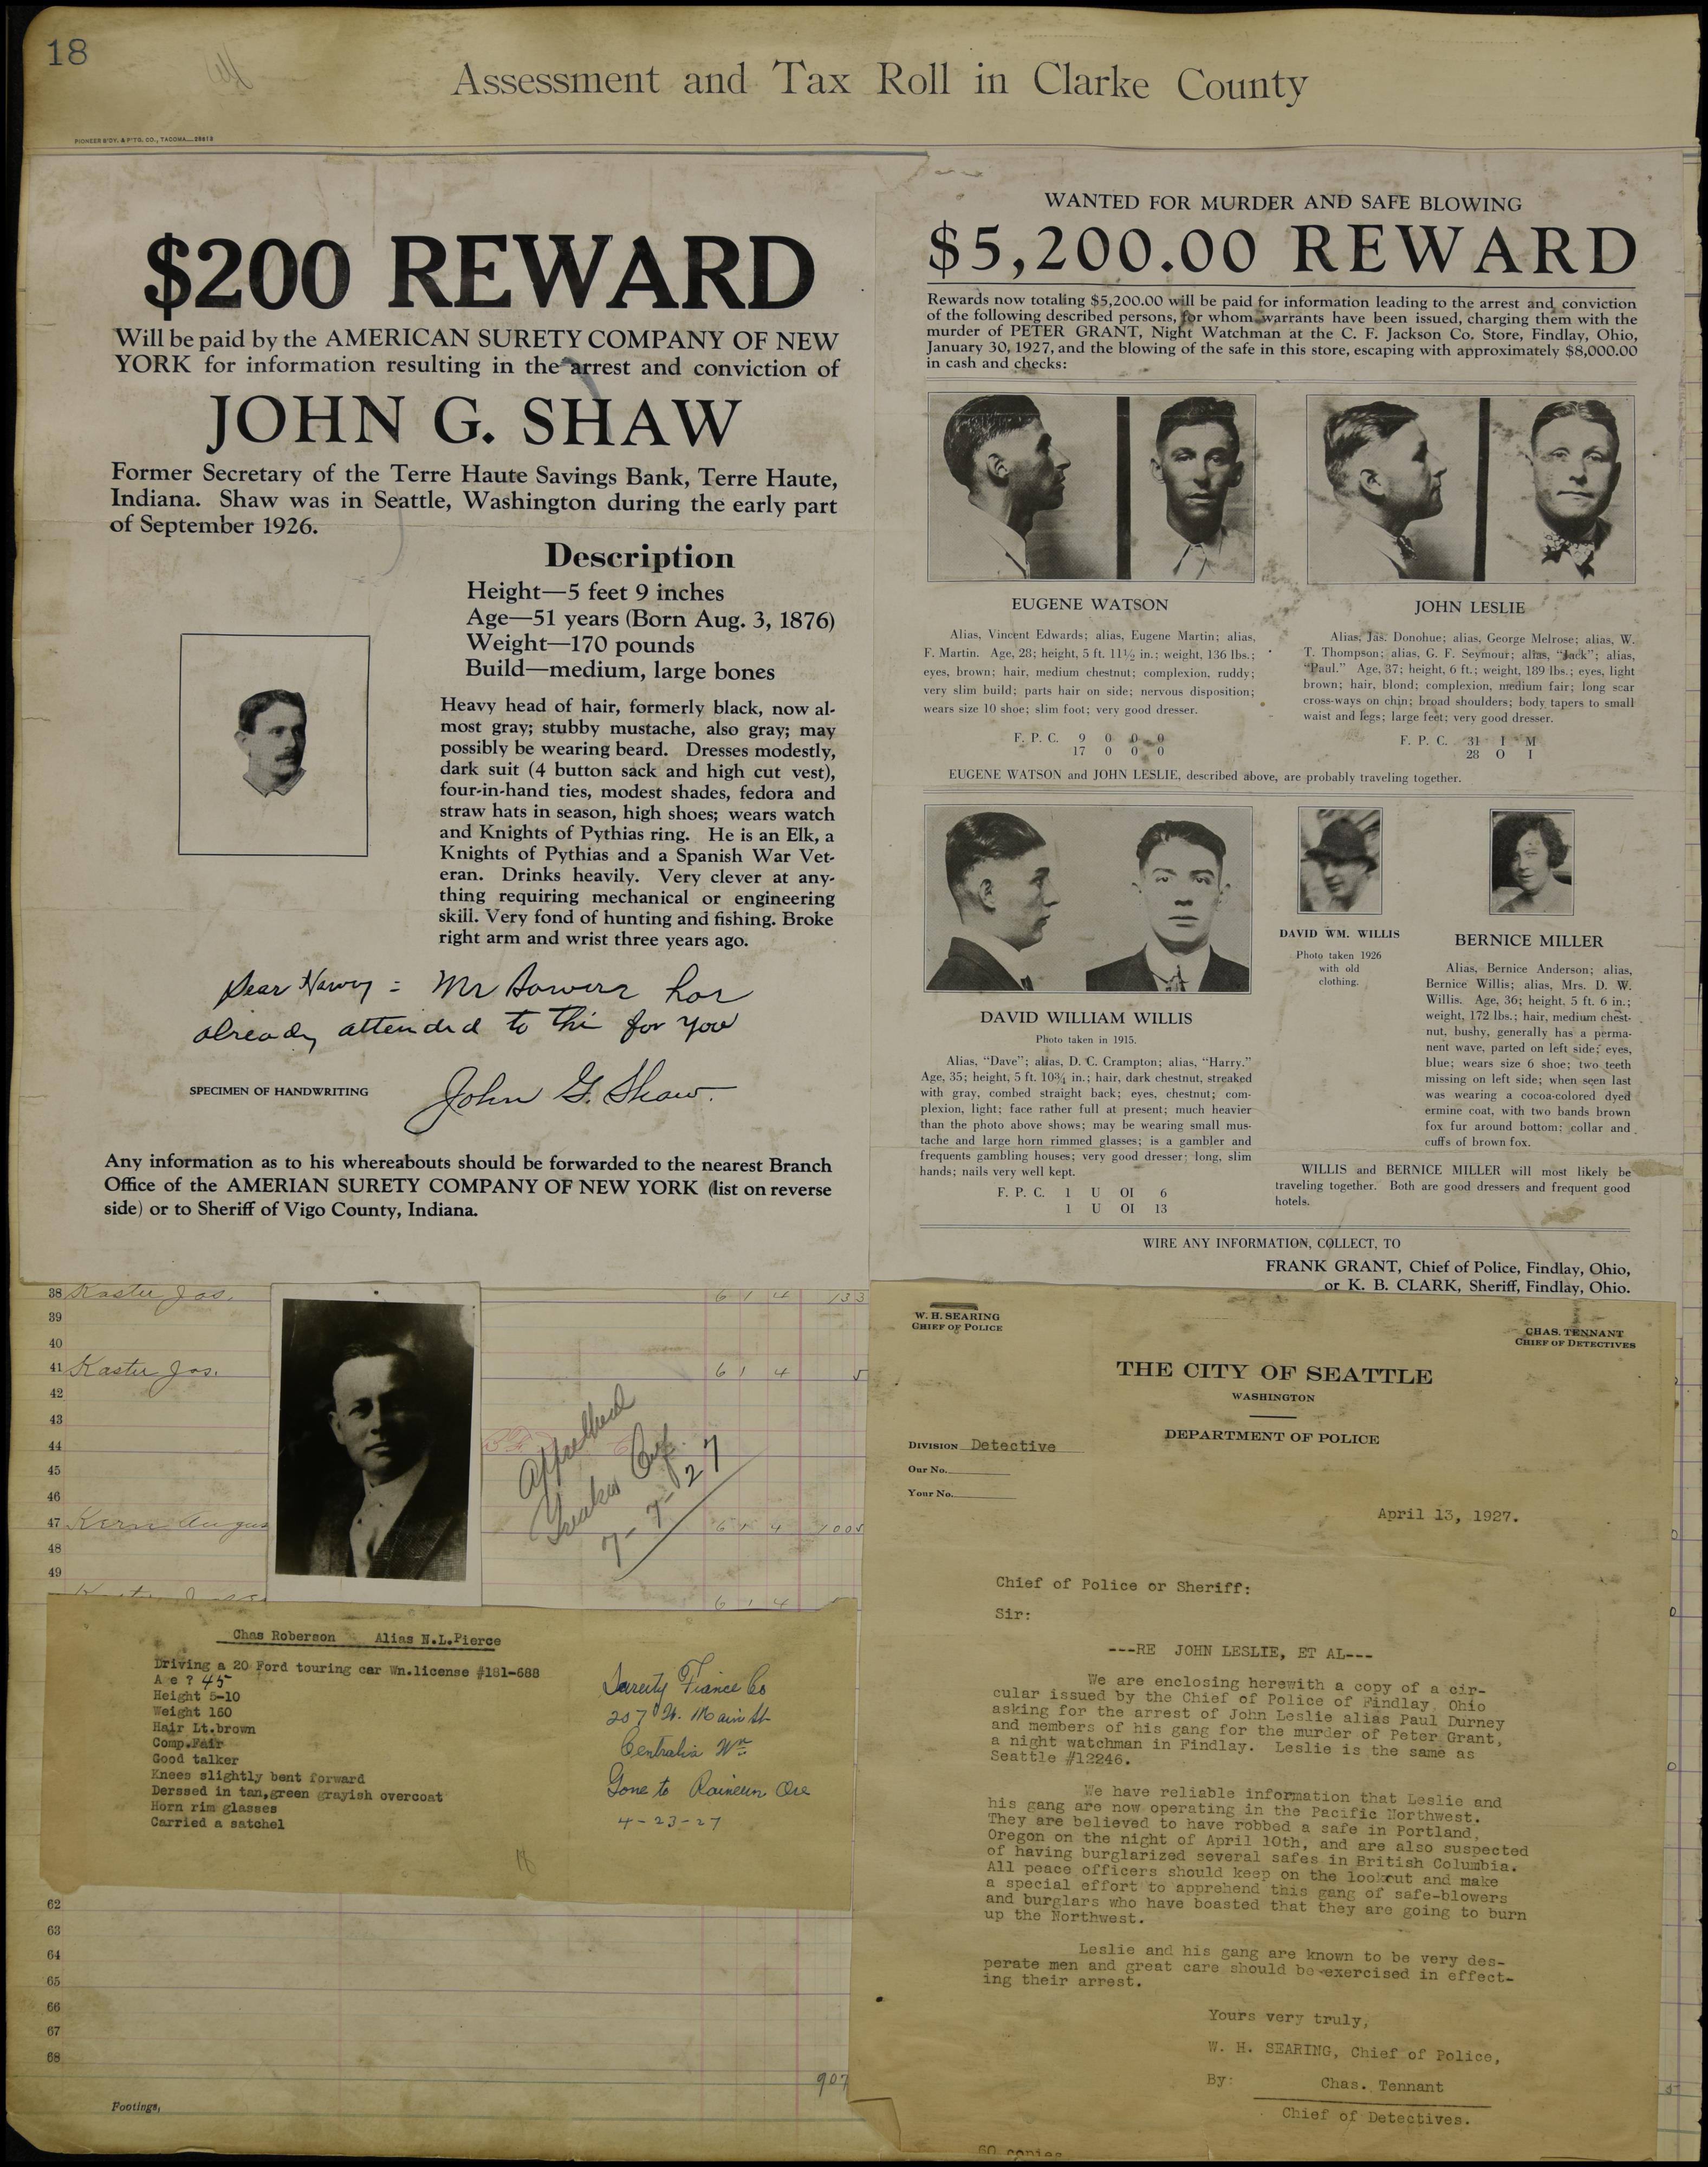 18
Assessment and Tax Roll in Clarke County
PIONEER B'DY. & P'T'G. CO., TACOMA—29613
$200 REWARD
Will be paid by the AMERICAN SURETY COMPANY OF NEW
YORK for information resulting in the arrest and conviction of
JOHN G. SHAW
Former Secretary of the Terre Haute Savings Bank, Terre Haute,
Indiana. Shaw was in Seattle, Washington during the early part
of September 1926.
Description
Height—5 feet 9 inches
Age—51 years (Born Aug. 3, 1876)
Weight—170 pounds
Build—medium, large bones
Heavy head of hair, formerly black, now al-
most gray; stubby mustache, also gray; may
possibly be wearing beard. Dresses modestly,
dark suit (4 button sack and high cut vest),
four-in-hand ties, modest shades, fedora and
straw hats in season, high shoes; wears watch
and Knights of Pythias ring. He is an Elk, a
Knights of Pythias and a Spanish War Vet-
eran. Drinks heavily. Very clever at any-
thing requiring mechanical or engineering
skill. Very fond of hunting and fishing. Broke
right arm and wrist three years ago.
Dear Harvey = Mr Sowers has
already attended to this for you
SPECIMEN OF HANDWRITING
John G. Shaw.
Any information as to his whereabouts should be forwarded to the nearest Branch
Office of the AMERIAN SURETY COMPANY OF NEW YORK (list on reverse
side) or to Sheriff of Vigo County, Indiana.
WANTED FOR MURDER AND SAFE BLOWING
$5,200.00 REWARD
Rewards now totaling $5,200.00 will be paid for information leading to the arrest and conviction
of the following described persons, for whom warrants have been issued, charging them with the
murder of PETER GRANT, Night Watchman at the C. F. Jackson Co. Store, Findlay, Ohio,
January 30, 1927, and the blowing of the safe in this store, escaping with approximately $8,000.00
in cash and checks:
EUGENE WATSON
Alias, Vincent Edwards; alias, Eugene Martin; alias,
F. Martin. Age, 28; height, 5 ft. 11½ in.; weight, 136 lbs.;
eyes, brown; hair, medium chestnut; complexion, ruddy;
very slim build; parts hair on side; nervous disposition;
wears size 10 shoe; slim foot; very good dresser.
F. P. C. 9 0 0 0
17 0 0 0
JOHN LESLIE
Alias, Jas. Donohue; alias, George Melrose; alias, W.
T. Thompson; alias, G. F. Seymour; alias, "Jack"; alias,
"Paul." Age, 37; height, 6 ft.; weight, 189 lbs.; eyes, light
brown; hair, blond; complexion, medium fair; long scar
cross-ways on chin; broad shoulders; body tapers to small
waist and legs; large feet; very good dresser.
F. P. C. 31 I M
28 O I
EUGENE WATSON and JOHN LESLIE, described above, are probably traveling together.
DAVID WILLIAM WILLIS
Photo taken in 1915.
Alias, "Dave"; alias, D. C. Crampton; alias, "Harry."
Age, 35; height, 5 ft. 10¾ in.; hair, dark chestnut, streaked
with gray, combed straight back; eyes, chestnut; com-
plexion, light; face rather full at present; much heavier
than the photo above shows; may be wearing small mus-
tache and large horn rimmed glasses; is a gambler and
frequents gambling houses; very good dresser; long, slim
hands; nails very well kept.
F. P. C. 1 U OI 6
1 U OI 13
DAVID WM. WILLIS
Photo taken 1926
with old
clothing.
BERNICE MILLER
Alias, Bernice Anderson; alias,
Bernice Willis; alias, Mrs. D. W.
Willis. Age, 36; height, 5 ft. 6 in.;
weight, 172 lbs.; hair, medium chest-
nut, bushy, generally has a perma-
nent wave, parted on left side; eyes,
blue; wears size 6 shoe; two teeth
missing on left side; when seen last
was wearing a cocoa-colored dyed
ermine coat, with two bands brown
fox fur around bottom; collar and
cuffs of brown fox.
WILLIS and BERNICE MILLER will most likely be
traveling together. Both are good dressers and frequent good
hotels.
WIRE ANY INFORMATION, COLLECT, TO
FRANK GRANT, Chief of Police, Findlay, Ohio,
or K. B. CLARK, Sheriff, Findlay, Ohio.
38 Kaster Jos. 6 1 4 133
39
40
41 Kaster Jos. 6 1 4 5
42
43
44
45
46
47 Kern Augus 6 1 4 1005
48
49
6 1 4
7-7-27
Chas Roberson Alias N.L.Pierce
Driving a 20 Ford touring car Wn.license #181-688
A e ? 45
Height 5-10
Weight 160
Hair Lt.brown
Comp.Fair
Good talker
Knees slightly bent forward
Derssed in tan,green grayish overcoat
Horn rim glasses
Carried a satchel
207 W. Main St
Centralia Wn
Gone to Raineer Ore
4-23-27
18
62
63
64
65
66
67
68
907
Footings,
W. H. SEARING
CHIEF OF POLICE
CHAS. TENNANT
CHIEF OF DETECTIVES
THE CITY OF SEATTLE
WASHINGTON
DEPARTMENT OF POLICE
DIVISION Detective
Our No.
Your No.
April 13, 1927.
Chief of Police or Sheriff:
Sir:
---RE JOHN LESLIE, ET AL---
We are enclosing herewith a copy of a cir-
cular issued by the Chief of Police of Findlay, Ohio
asking for the arrest of John Leslie alias Paul Durney
and members of his gang for the murder of Peter Grant,
a night watchman in Findlay. Leslie is the same as
Seattle #12246.
We have reliable information that Leslie and
his gang are now operating in the Pacific Northwest.
They are believed to have robbed a safe in Portland,
Oregon on the night of April 10th, and are also suspected
of having burglarized several safes in British Columbia.
All peace officers should keep on the lookout and make
a special effort to apprehend this gang of safe-blowers
and burglars who have boasted that they are going to burn
up the Northwest.
Leslie and his gang are known to be very des-
perate men and great care should be exercised in effect-
ing their arrest.
Yours very truly,
W. H. SEARING, Chief of Police,
By: Chas. Tennant
Chief of Detectives.
60 copies